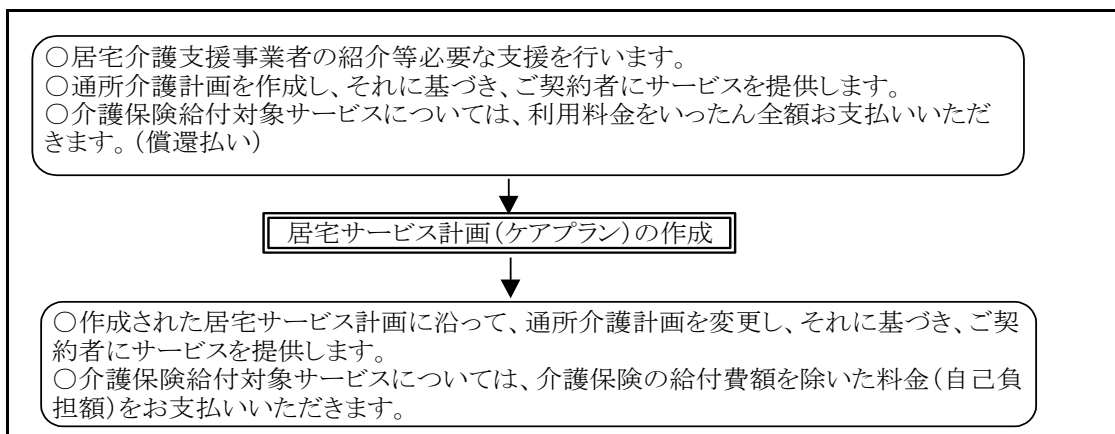 ○居宅介護支援事業者の紹介等必要な支援を行います。
○通所介護計画を作成し、それに基づき、ご契約者にサービスを提供します。
○介護保険給付対象サービスについては、利用料金をいったん全額お支払いいただ
きます。（償還払い）
居宅サービス計画（ケアプラン）の作成
○作成された居宅サービス計画に沿って、通所介護計画を変更し、それに基づき、ご契
約者にサービスを提供します。
○介護保険給付対象サービスについては、介護保険の給付費額を除いた料金（自己負
担額）をお支払いいただきます。